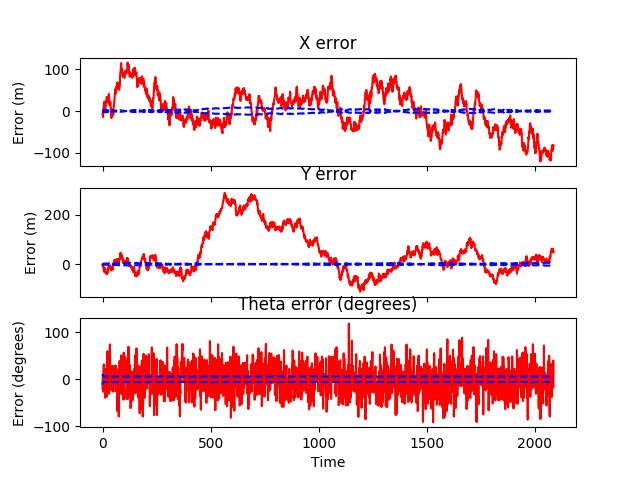 X error
100
0
−100
Error (m)
Y error
200
0
Error (m)
Theta error (degrees)
100
0
−100
Error (degrees)
0 500 1000 1500 2000
Time